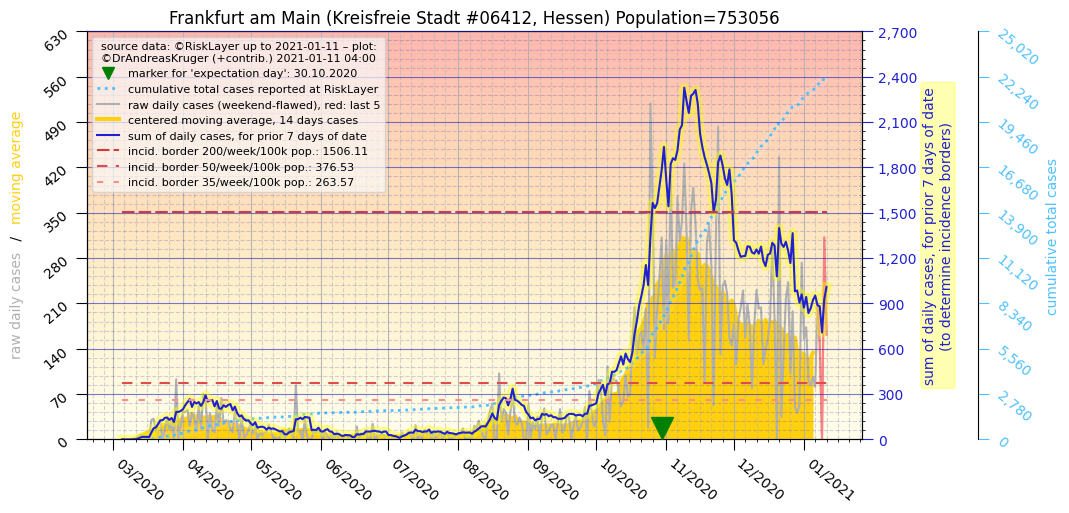 Frankfurt am Main (Kreisfreie Stadt #06412, Hessen) Population=753056
source data: ©RiskLayer up to 2021-01-11 – plot:
©DrAndreasKruger (+contrib.) 2021-01-11 04:00
marker for 'expectation day': 30.10.2020
cumulative total cases reported at RiskLayer
raw daily cases (weekend-flawed), red: last 5
centered moving average, 14 days cases
sum of daily cases, for prior 7 days of date
incid. border 200/week/100k pop.: 1506.11
incid. border 50/week/100k pop.: 376.53
incid. border 35/week/100k pop.: 263.57
raw daily cases / moving average
630
560
490
420
350
280
210
140
70
0
03/2020
04/2020
05/2020
06/2020
07/2020
08/2020
09/2020
10/2020
11/2020
12/2020
01/2021
2,700
2,400
2,100
1,800
1,500
1,200
900
600
300
0
sum of daily cases, for prior 7 days of date
(to determine incidence borders)
25,020
22,240
19,460
16,680
13,900
11,120
8,340
5,560
2,780
0
cumulative total cases